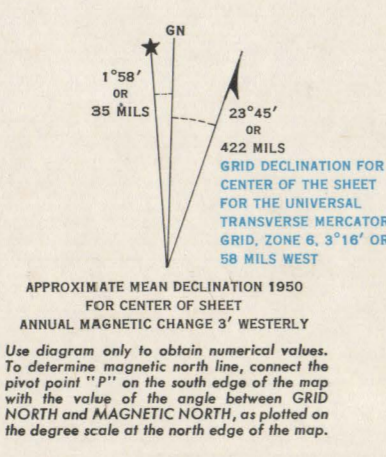 GN
1°58′
OR
35 MILS
23°45′
OR
422 MILS
GRID DECLINATION FOR
CENTER OF THE SHEET
FOR THE UNIVERSAL
TRANSVERSE MERCATOR
GRID, ZONE 6, 3°16′ OR
58 MILS WEST
APPROXIMATE MEAN DECLINATION 1950
FOR CENTER OF SHEET
ANNUAL MAGNETIC CHANGE 3′ WESTERLY
Use diagram only to obtain numerical values.
To determine magnetic north line, connect the
pivot point "P" on the south edge of the map
with the value of the angle between GRID
NORTH and MAGNETIC NORTH, as plotted on
the degree scale at the north edge of the map.